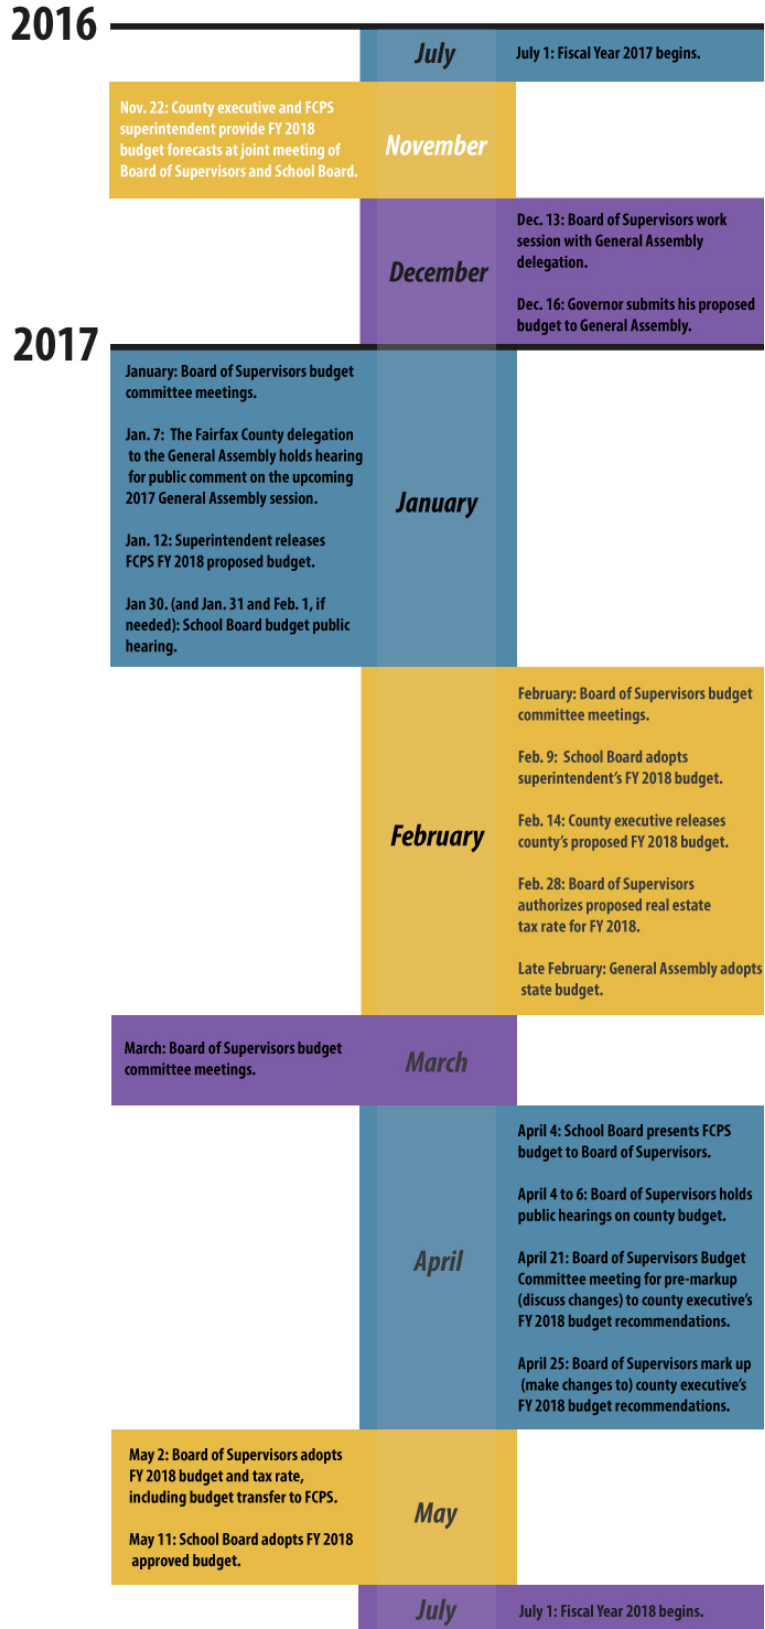 2016
July
July 1: Fiscal Year 2017 begins.
Nov. 22: County executive and FCPS
superintendent provide FY 2018
budget forecasts at joint meeting of
Board of Supervisors and School Board.
November
December
Dec. 13: Board of Supervisors work
session with General Assembly
delegation.
Dec. 16: Governor submits his proposed
budget to General Assembly.
2017
January: Board of Supervisors budget
committee meetings.
Jan. 7: The Fairfax County delegation
to the General Assembly holds hearing
for public comment on the upcoming
2017 General Assembly session.
Jan. 12: Superintendent releases
FCPS FY 2018 proposed budget.
Jan 30. (and Jan. 31 and Feb. 1, if
needed): School Board budget public
hearing.
January
February
February: Board of Supervisors budget
committee meetings.
Feb. 9: School Board adopts
superintendent's FY 2018 budget.
Feb. 14: County executive releases
county's proposed FY 2018 budget.
Feb. 28: Board of Supervisors
authorizes proposed real estate
tax rate for FY 2018.
Late February: General Assembly adopts
state budget.
March: Board of Supervisors budget
committee meetings.
March
April
April 4: School Board presents FCPS
budget to Board of Supervisors.
April 4 to 6: Board of Supervisors holds
public hearings on county budget.
April 21: Board of Supervisors Budget
Committee meeting for pre-markup
(discuss changes) to county executive's
FY 2018 budget recommendations.
April 25: Board of Supervisors mark up
(make changes to) county executive's
FY 2018 budget recommendations.
May 2: Board of Supervisors adopts
FY 2018 budget and tax rate,
including budget transfer to FCPS.
May 11: School Board adopts FY 2018
approved budget.
May
July
July 1: Fiscal Year 2018 begins.